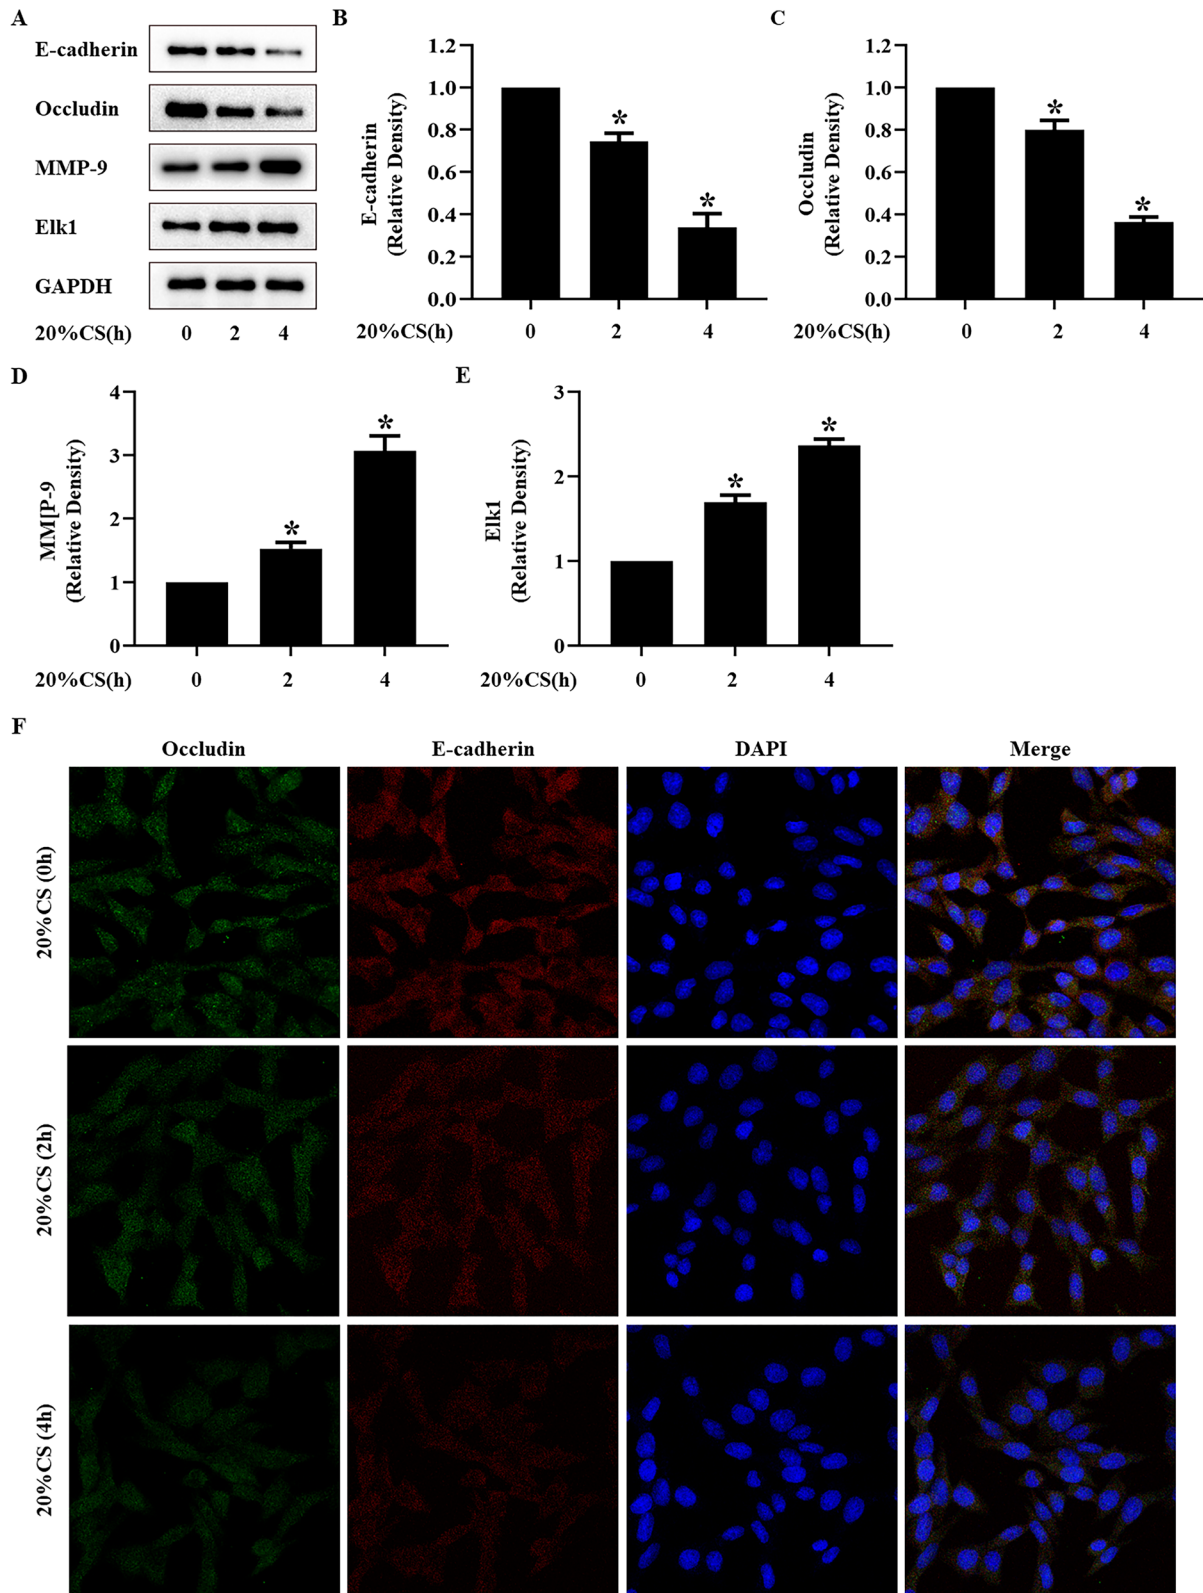 A
E-cadherin
Occludin
MMP-9
Elk1
GAPDH
20%CS(h) 0 2 4
B
E-cadherin
(Relative Density)
1.2
1.0
0.8
0.6
0.4
0.2
0.0
* *
20%CS(h) 0 2 4
C
Occludin
(Relative Density)
1.2
1.0
0.8
0.6
0.4
0.2
0.0
* *
20%CS(h) 0 2 4
D
MM[P-9
(Relative Density)
4
3
2
1
0
* *
20%CS(h) 0 2 4
E
Elk1
(Relative Density)
3
2
1
0
* *
20%CS(h) 0 2 4
F
Occludin E-cadherin DAPI Merge
20%CS (0h)
20%CS (2h)
20%CS (4h)